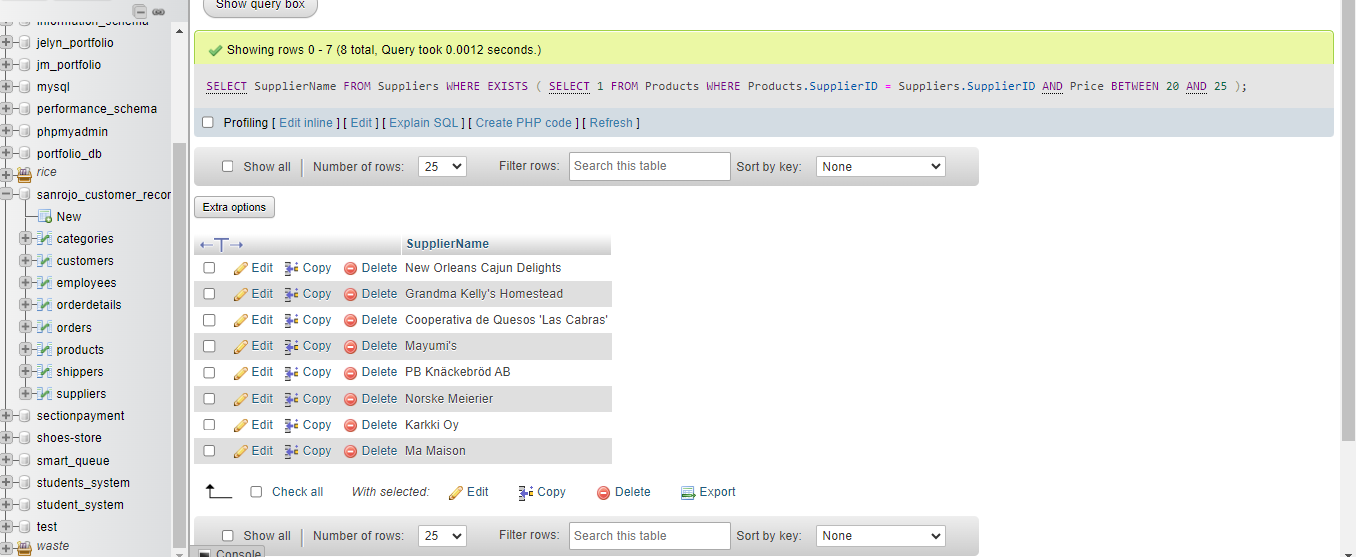 Show query box
information_schema
jelyn_portfolio
jm_portfolio
mysql
performance_schema
phpmyadmin
portfolio_db
rice
sanrojo_customer_recor
New
categories
customers
employees
orderdetails
orders
products
shippers
suppliers
sectionpayment
shoes-store
smart_queue
students_system
student_system
test
waste
Showing rows 0 - 7 (8 total, Query took 0.0012 seconds.)
SELECT SupplierName FROM Suppliers WHERE EXISTS ( SELECT 1 FROM Products WHERE Products.SupplierID = Suppliers.SupplierID AND Price BETWEEN 20 AND 25 );
Profiling [ Edit inline ] [ Edit ] [ Explain SQL ] [ Create PHP code ] [ Refresh ]
Show all Number of rows: 25 Filter rows: Search this table Sort by key: None
Extra options
SupplierName
Edit Copy Delete New Orleans Cajun Delights
Edit Copy Delete Grandma Kelly's Homestead
Edit Copy Delete Cooperativa de Quesos 'Las Cabras'
Edit Copy Delete Mayumi's
Edit Copy Delete PB Knäckebröd AB
Edit Copy Delete Norske Meierier
Edit Copy Delete Karkki Oy
Edit Copy Delete Ma Maison
Check all With selected: Edit Copy Delete Export
Show all Number of rows: 25 Filter rows: Search this table Sort by key: None
Console